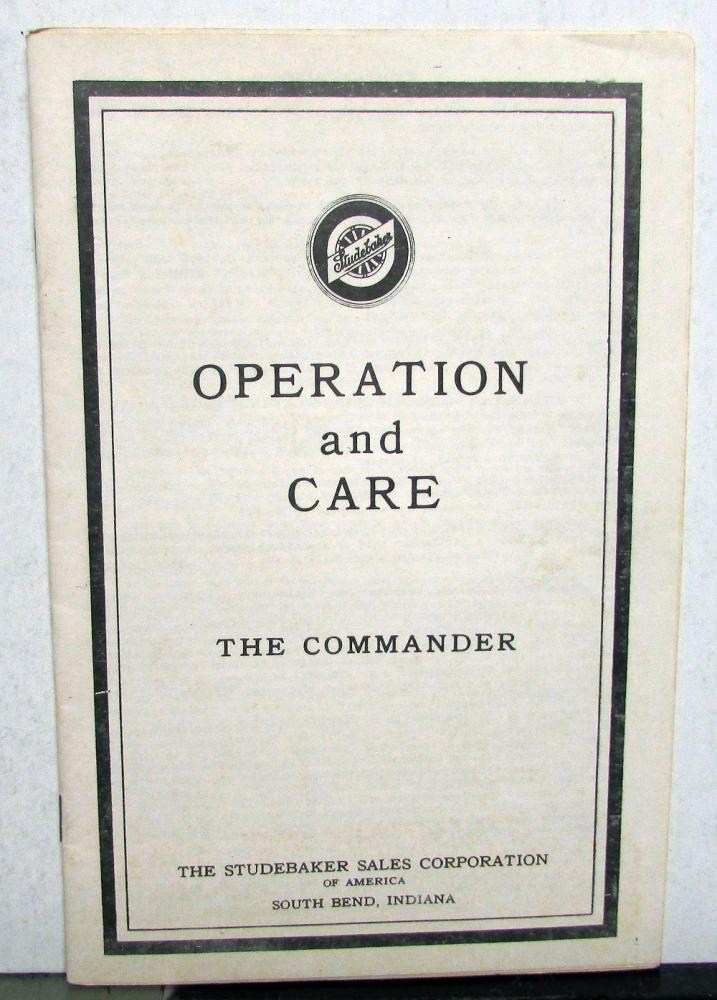 Studebaker
OPERATION
and
CARE
THE COMMANDER
THE STUDEBAKER SALES CORPORATION
OF AMERICA
SOUTH BEND, INDIANA